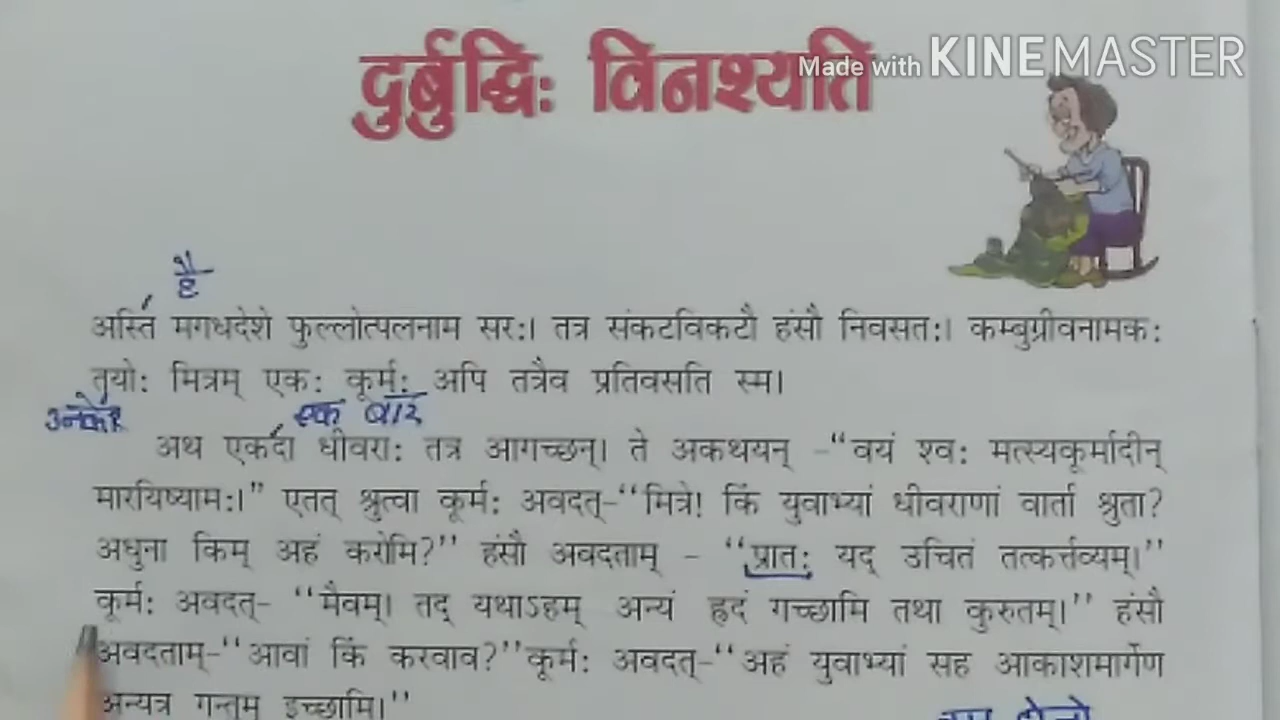 दुर्बुद्धिः विनश्यति
Made with KINEMASTER
है
अस्ति मगधदेशे फुल्लोत्पलनाम सरः। तत्र संकटविकटौ हंसौ निवसतः। कम्बुग्रीवनामकः
तयोः मित्रम् एकः कूर्मः अपि तत्रैव प्रतिवसति स्म।
उनका एक बार
अथ एकदा धीवराः तत्र आगच्छन्। ते अकथयन् -“वयं श्वः मत्स्यकूर्मादीन्
मारयिष्यामः।” एतत् श्रुत्वा कूर्मः अवदत्-“मित्रे! किं युवाभ्यां धीवराणां वार्ता श्रुता?
अधुना किम् अहं करोमि?” हंसौ अवदताम् - “प्रातः यद् उचितं तत्कर्त्तव्यम्।”
कूर्मः अवदत्- “मैवम्। तद् यथाऽहम् अन्यं ह्रदं गच्छामि तथा कुरुतम्।” हंसौ
अवदताम्-“आवां किं करवाव?” कूर्मः अवदत्-“अहं युवाभ्यां सह आकाशमार्गेण
अन्यत्र गन्तुम् इच्छामि।”